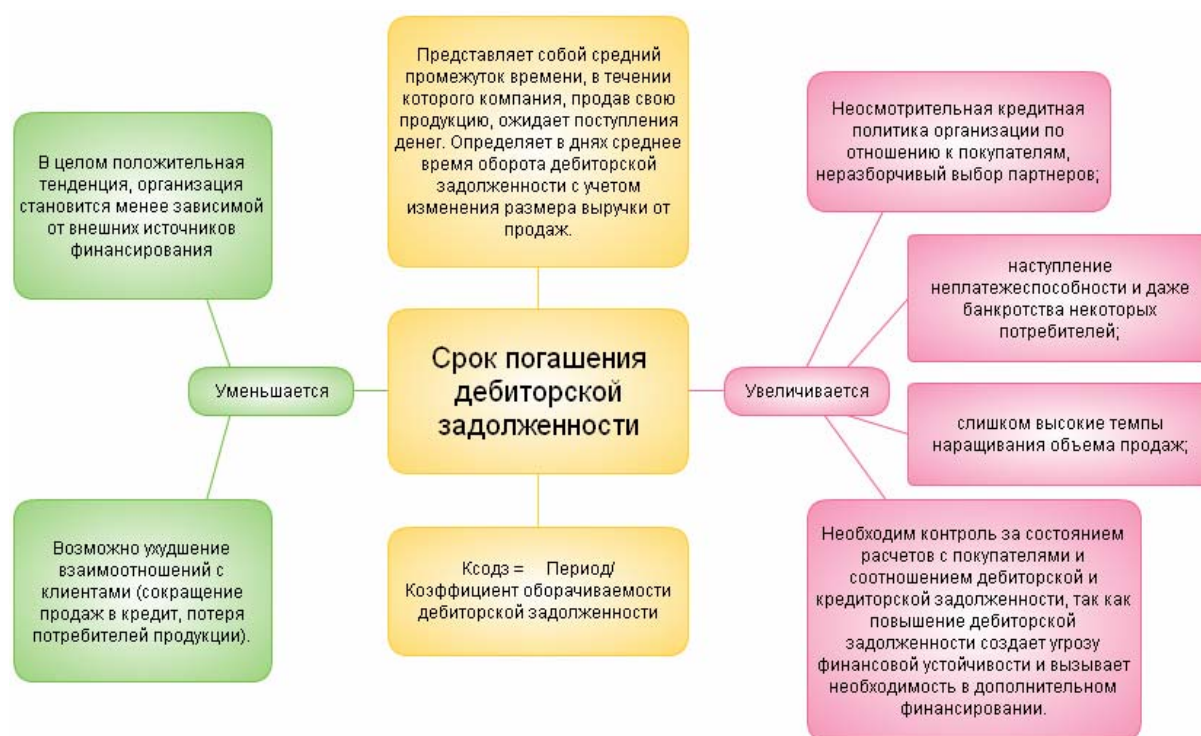 Представляет собой средний
промежуток времени, в течении
которого компания, продав свою
продукцию, ожидает поступления
денег. Определяет в днях среднее
время оборота дебиторской
задолженности с учетом
изменения размера выручки от
продаж.
В целом положительная
тенденция, организация
становится менее зависимой
от внешних источников
финансирования
Уменьшается
Возможно ухудшение
взаимоотношений с
клиентами (сокращение
продаж в кредит, потеря
потребителей продукции).
Срок погашения
дебиторской
задолженности
Ксодз = Период/
Коэффициент оборачиваемости
дебиторской задолженности
Неосмотрительная кредитная
политика организации по
отношению к покупателям,
неразборчивый выбор партнеров;
наступление
неплатежеспособности и даже
банкротства некоторых
потребителей;
Увеличивается
слишком высокие темпы
наращивания объема продаж;
Необходим контроль за состоянием
расчетов с покупателями и
соотношением дебиторской и
кредиторской задолженности, так как
повышение дебиторской
задолженности создает угрозу
финансовой устойчивости и вызывает
необходимость в дополнительном
финансировании.